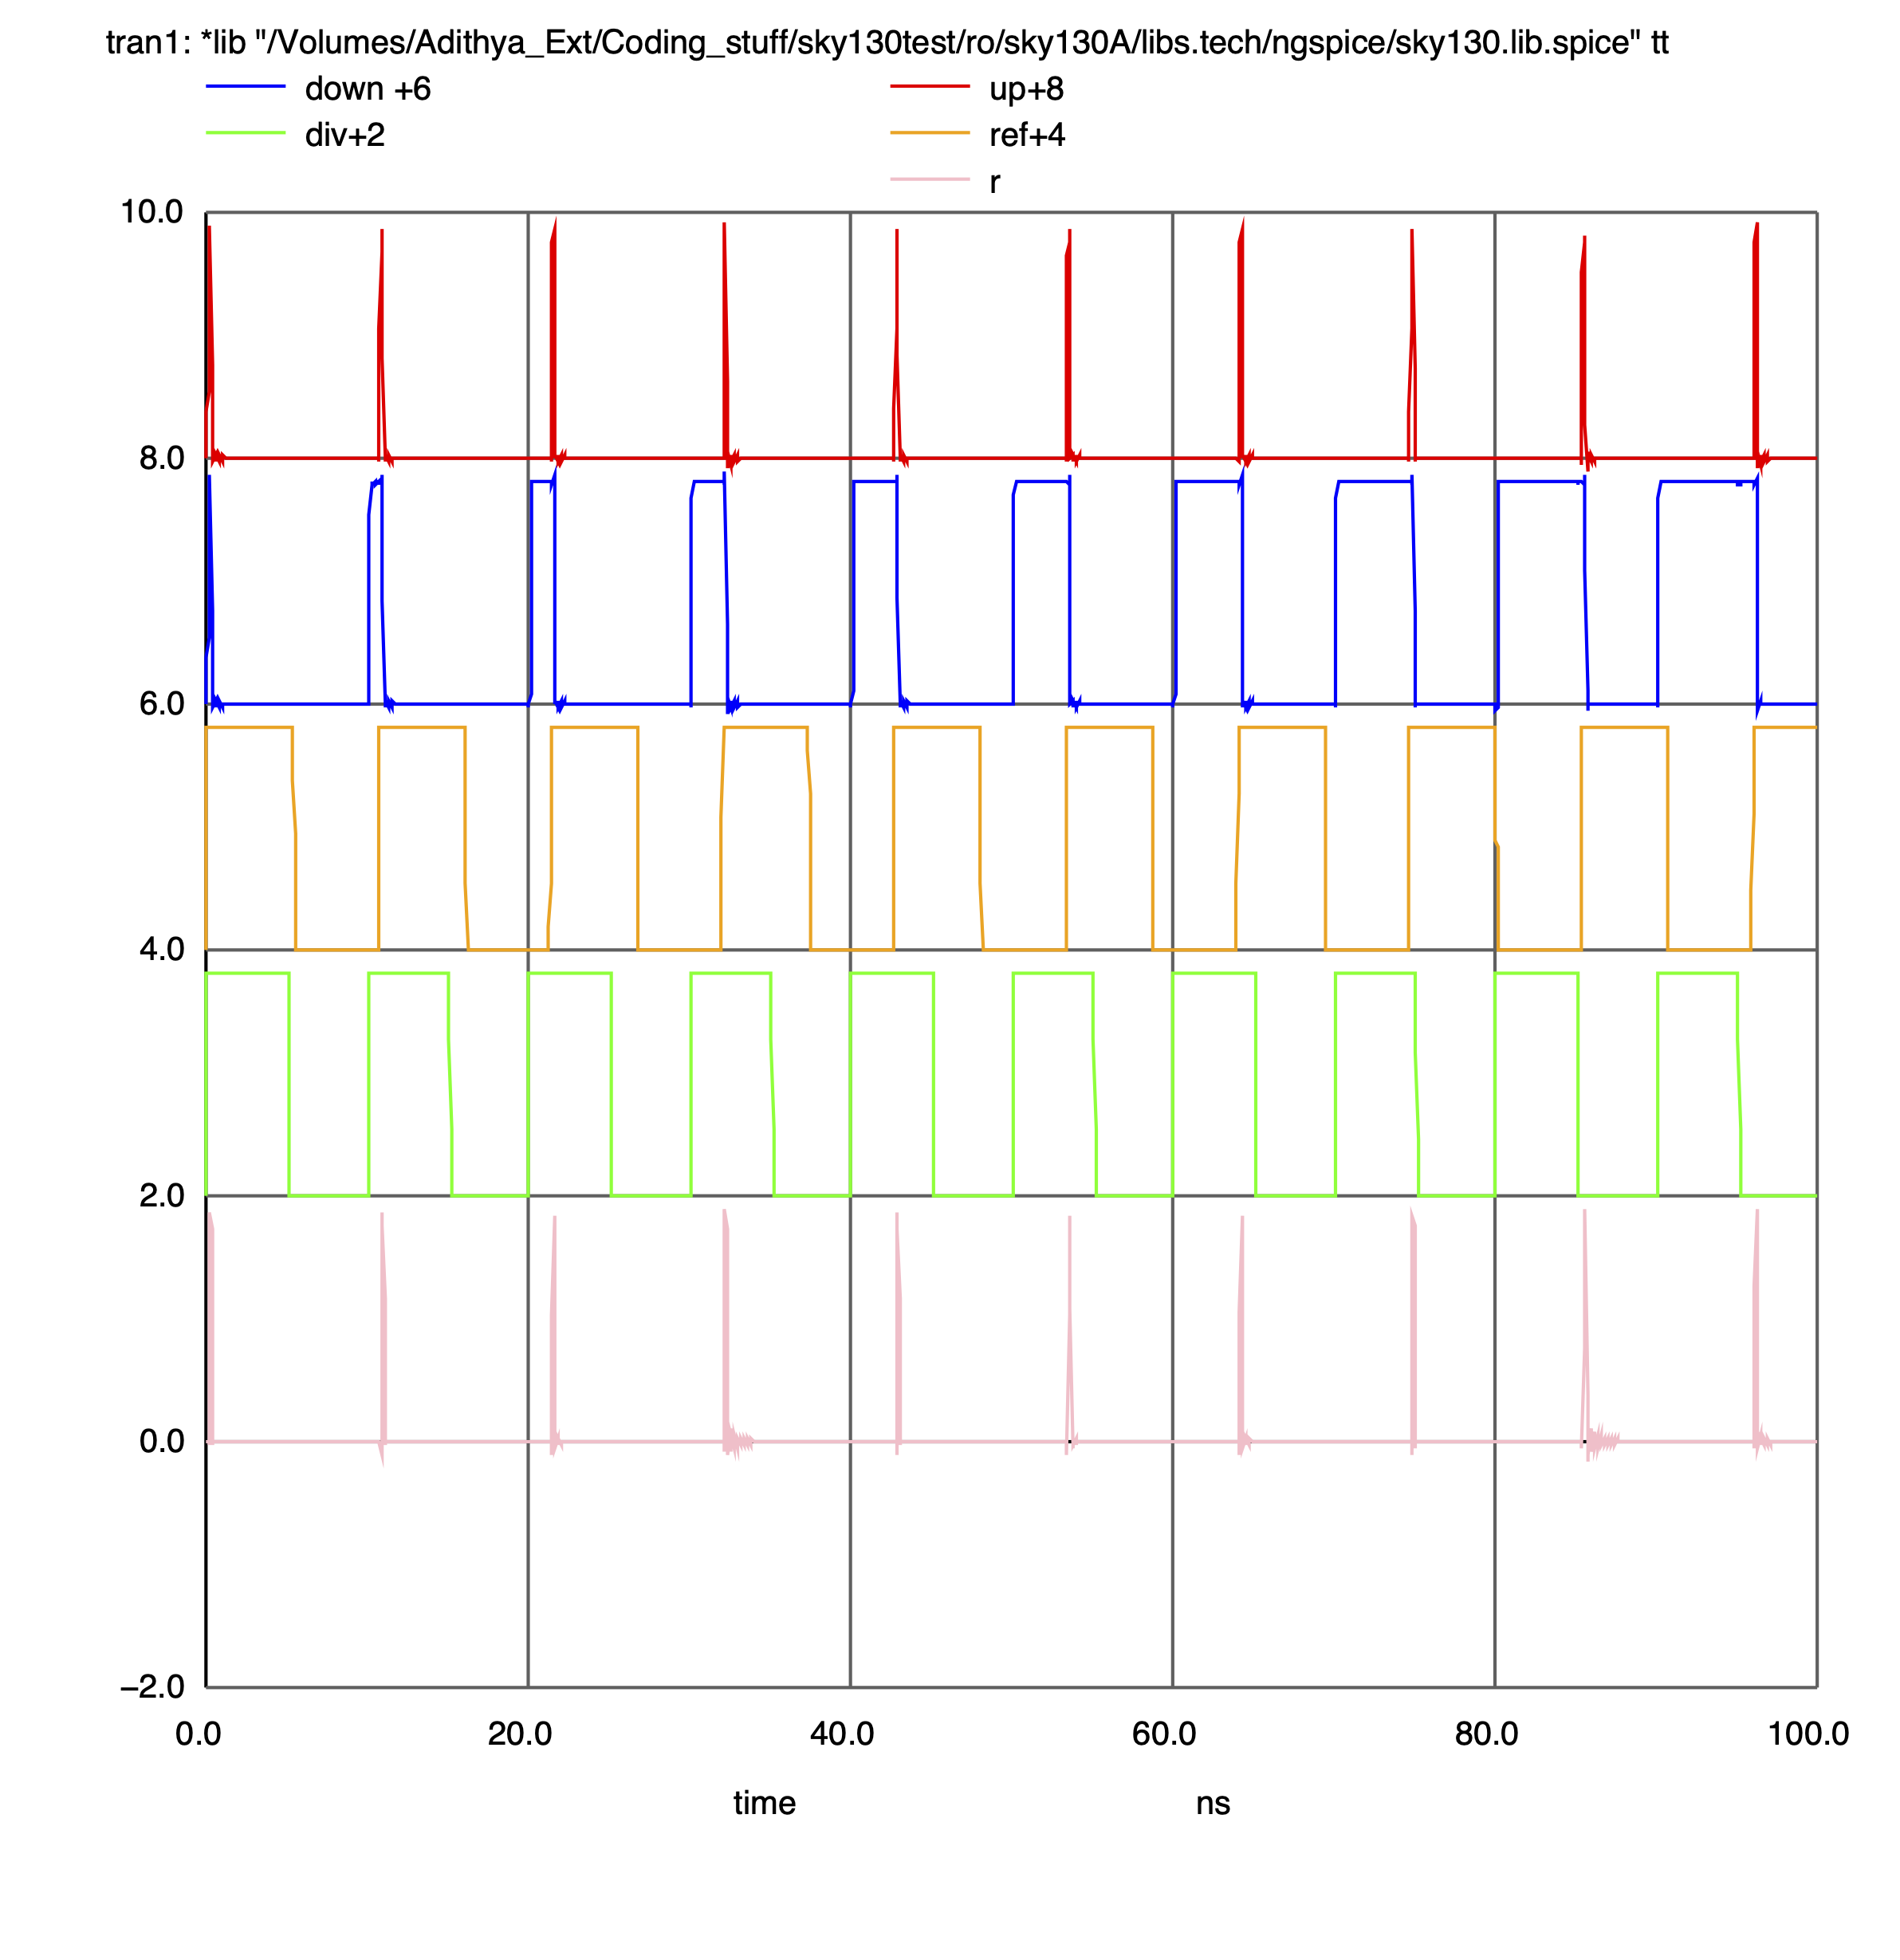 tran1: *lib "/Volumes/Adithya_Ext/Coding_stuff/sky130test/ro/sky130A/libs.tech/ngspice/sky130.lib.spice" tt
down +6 up+8
div+2 ref+4
r
10.0
8.0
6.0
4.0
2.0
0.0
−2.0
0.0 20.0 40.0 60.0 80.0 100.0
time ns